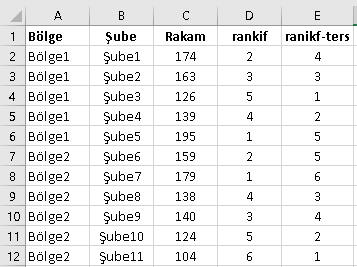 A B C D E
1 Bölge Şube Rakam rankif ranikf-ters
2 Bölge1 Şube1 174 2 4
3 Bölge1 Şube2 163 3 3
4 Bölge1 Şube3 126 5 1
5 Bölge1 Şube4 139 4 2
6 Bölge1 Şube5 195 1 5
7 Bölge2 Şube6 159 2 5
8 Bölge2 Şube7 179 1 6
9 Bölge2 Şube8 138 4 3
10 Bölge2 Şube9 140 3 4
11 Bölge2 Şube10 124 5 2
12 Bölge2 Şube11 104 6 1